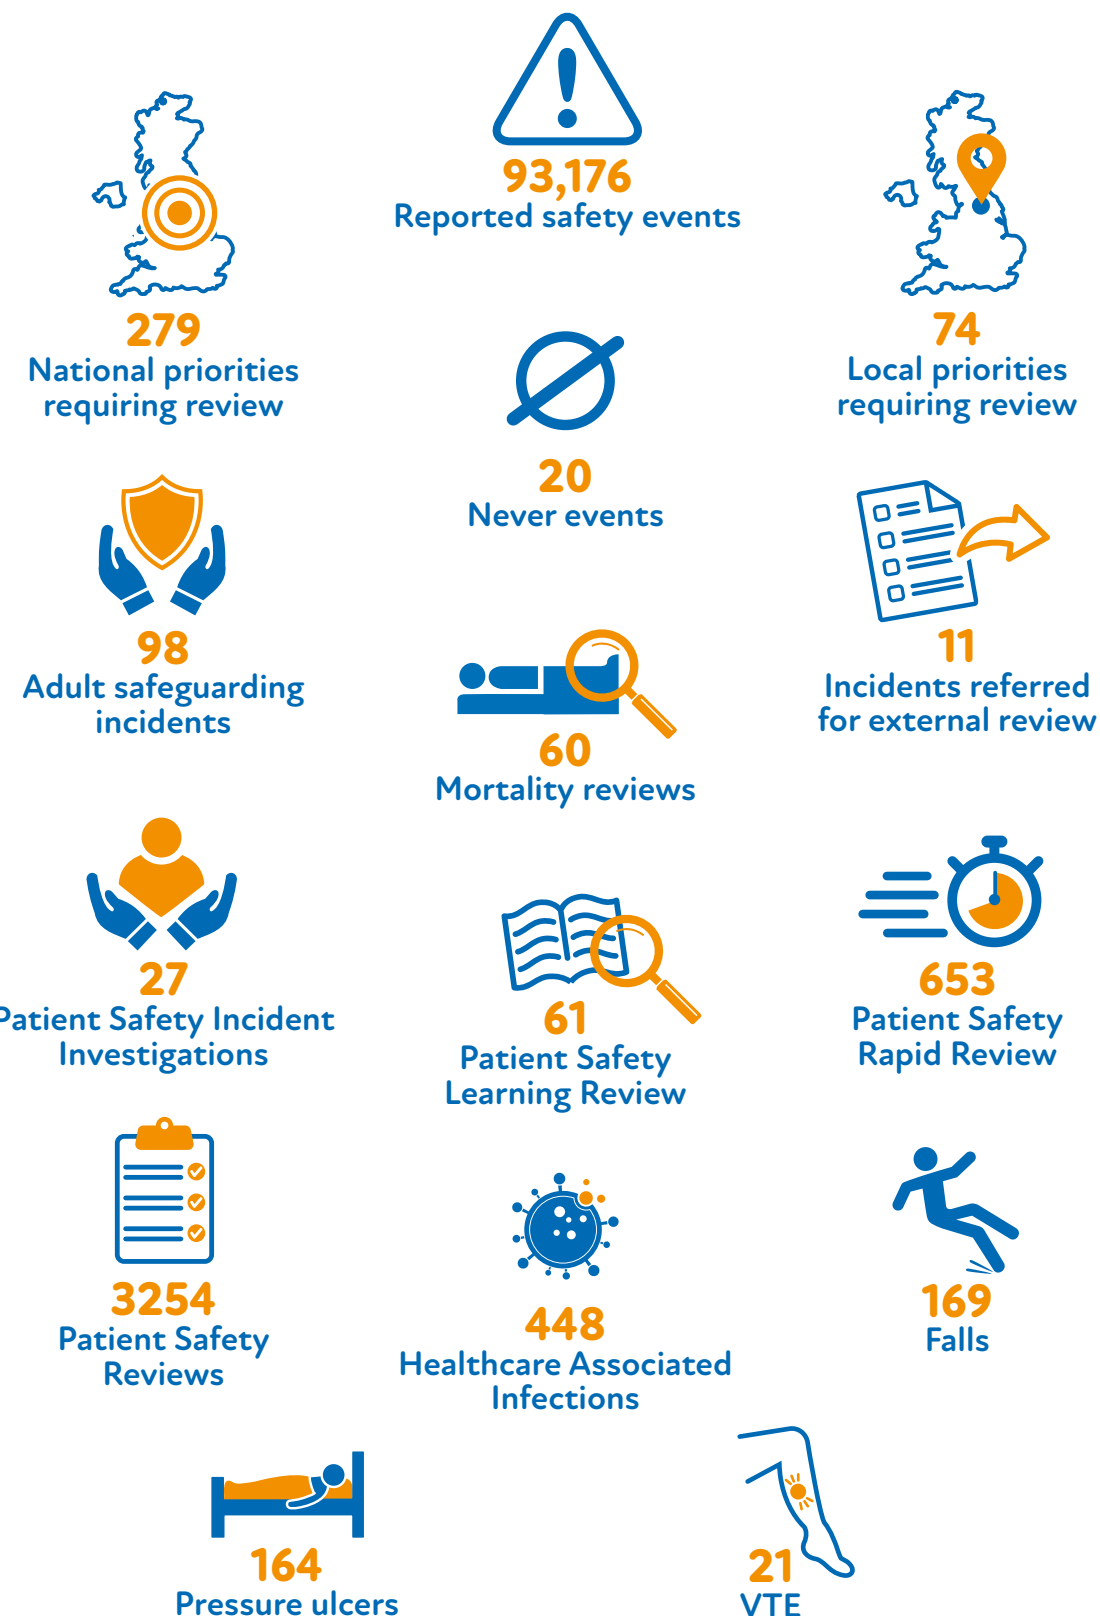 93,176
Reported safety events
279
National priorities
requiring review
74
Local priorities
requiring review
20
Never events
98
Adult safeguarding
incidents
11
Incidents referred
for external review
60
Mortality reviews
27
Patient Safety Incident
Investigations
61
Patient Safety
Learning Review
653
Patient Safety
Rapid Review
3254
Patient Safety
Reviews
448
Healthcare Associated
Infections
169
Falls
164
Pressure ulcers
21
VTE